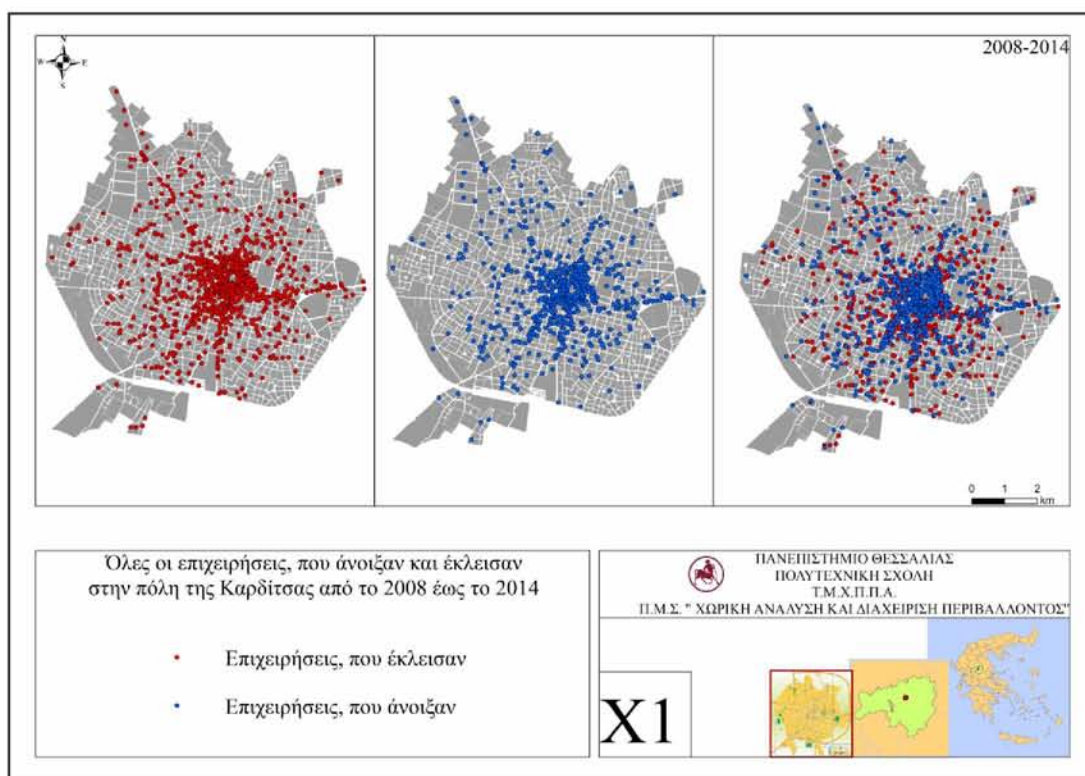 2008-2014
N
W E
S
0 1 2
km
Όλες οι επιχειρήσεις, που άνοιξαν και έκλεισαν
στην πόλη της Καρδίτσας από το 2008 έως το 2014
Επιχειρήσεις, που έκλεισαν
Επιχειρήσεις, που άνοιξαν
ΠΑΝΕΠΙΣΤΗΜΙΟ ΘΕΣΣΑΛΙΑΣ
ΠΟΛΥΤΕΧΝΙΚΗ ΣΧΟΛΗ
Τ.Μ.Χ.Π.Π.Α.
Π.Μ.Σ. " ΧΩΡΙΚΗ ΑΝΑΛΥΣΗ ΚΑΙ ΔΙΑΧΕΙΡΙΣΗ ΠΕΡΙΒΑΛΛΟΝΤΟΣ"
X1